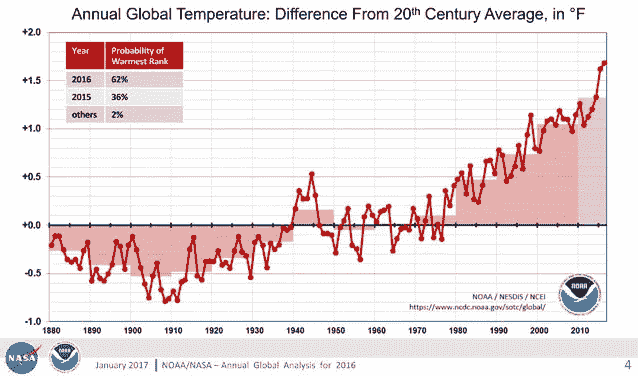 Annual Global Temperature: Difference From 20th Century Average, in °F
+2.0
Year Probability of Warmest Rank
2016 62%
2015 36%
others 2%
+1.5
+1.0
+0.5
+0.0
-0.5
-1.0
NOAA / NESDIS / NCEI
https://www.ncdc.noaa.gov/sotc/global/
NOAA
1880 1890 1900 1910 1920 1930 1940 1950 1960 1970 1980 1990 2000 2010
NASA
January 2017 | NOAA/NASA – Annual Global Analysis for 2016
4